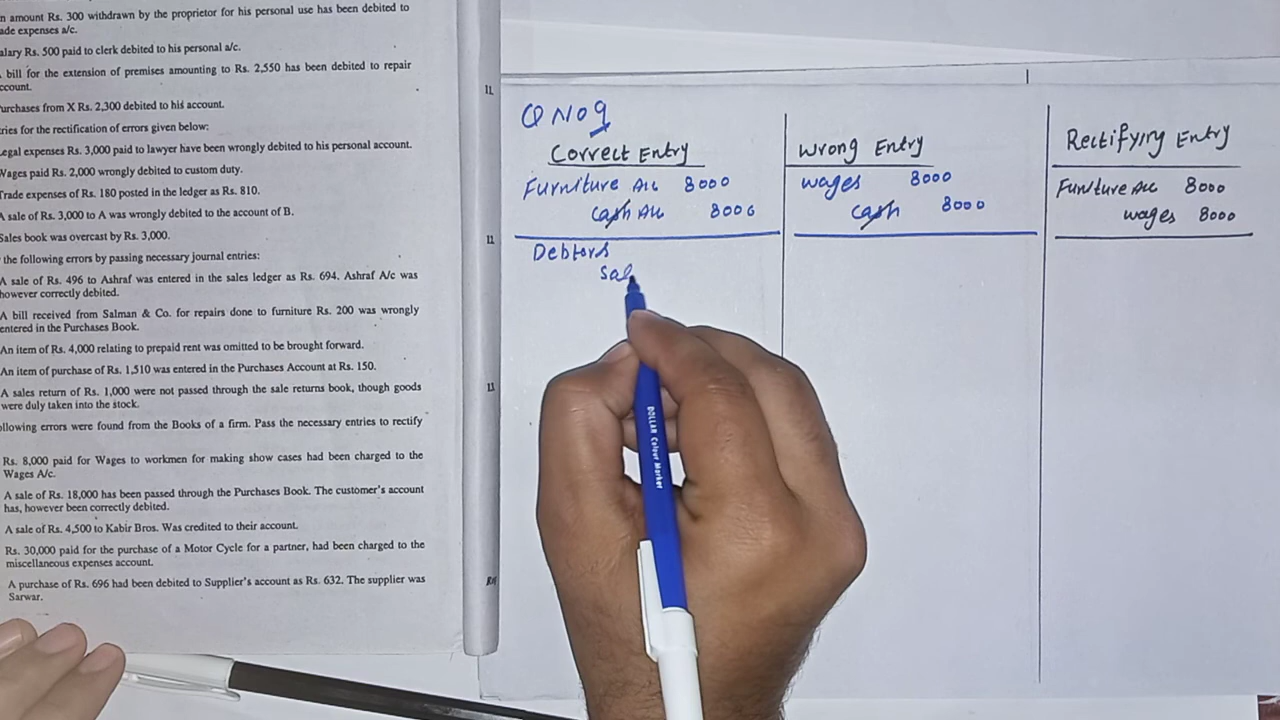 n amount Rs. 300 withdrawn by the proprietor for his personal use has been debited to
ade expenses a/c.
alary Rs. 500 paid to clerk debited to his personal a/c.
bill for the extension of premises amounting to Rs. 2,550 has been debited to repair
ccount.
urchases from X Rs. 2,300 debited to his account.
ries for the rectification of errors given below:
Legal expenses Rs. 3,000 paid to lawyer have been wrongly debited to his personal account.
Wages paid Rs. 2,000 wrongly debited to custom duty.
Trade expenses of Rs. 180 posted in the ledger as Rs. 810.
A sale of Rs. 3,000 to A was wrongly debited to the account of B.
Sales book was overcast by Rs. 3,000.
the following errors by passing necessary journal entries:
A sale of Rs. 496 to Ashraf was entered in the sales ledger as Rs. 694. Ashraf A/c was
however correctly debited.
A bill received from Salman & Co. for repairs done to furniture Rs. 200 was wrongly
entered in the Purchases Book.
An item of Rs. 4,000 relating to prepaid rent was omitted to be brought forward.
An item of purchase of Rs. 1,510 was entered in the Purchases Account at Rs. 150.
A sales return of Rs. 1,000 were not passed through the sale returns book, though goods
were duly taken into the stock.
ollowing errors were found from the Books of a firm. Pass the necessary entries to rectify
Rs. 8,000 paid for Wages to workmen for making show cases had been charged to the
Wages A/c.
A sale of Rs. 18,000 has been passed through the Purchases Book. The customer's account
has, however been correctly debited.
A sale of Rs. 4,500 to Kabir Bros. Was credited to their account.
Rs. 30,000 paid for the purchase of a Motor Cycle for a partner, had been charged to the
miscellaneous expenses account.
A purchase of Rs. 696 had been debited to Supplier's account as Rs. 632. The supplier was
Sarwar.
11
11
11
Q No 9
Correct Entry
Furniture A/c 8000
cash A/c 8000
Debtors
Sal
Wrong Entry
wages 8000
cash 8000
Rectifying Entry
Funiture A/c 8000
wages 8000
DOLLAR Colour Marker